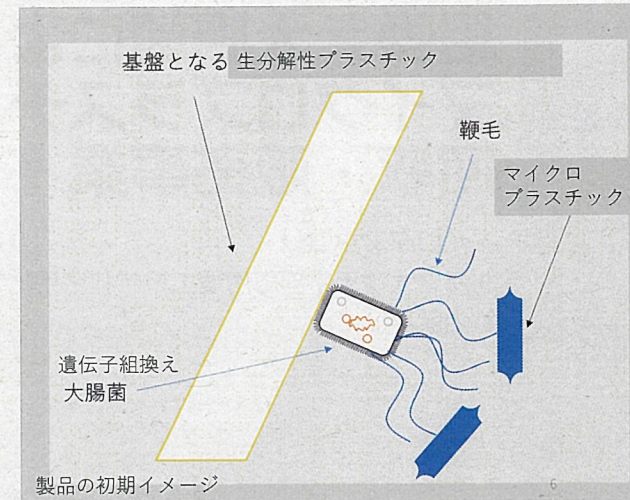 基盤となる 生分解性プラスチック
鞭毛
マイクロ
プラスチック
遺伝子組換え
大腸菌
製品の初期イメージ
6